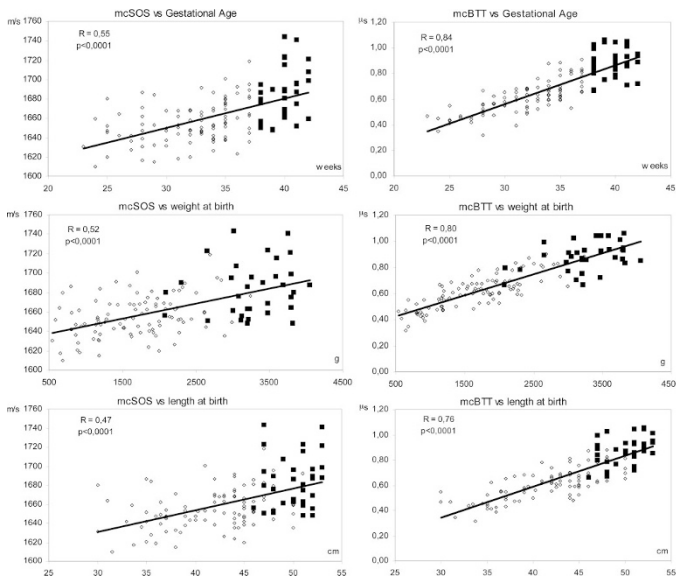 mcSOS vs Gestational Age
m/s 1760
1740
1720
1700
1680
1660
1640
1620
1600
R = 0,55
p<0,0001
weeks
20 25 30 35 40 45
mcBTT vs Gestational Age
µs 1,20
1,00
0,80
0,60
0,40
0,20
0,00
R = 0,84
p<0,0001
weeks
20 25 30 35 40 45
mcSOS vs weight at birth
m/s 1760
1740
1720
1700
1680
1660
1640
1620
1600
R = 0,52
p<0,0001
g
500 1500 2500 3500 4500
mcBTT vs weight at birth
µs 1,20
1,00
0,80
0,60
0,40
0,20
0,00
R = 0,80
p<0,0001
g
500 1500 2500 3500 4500
mcSOS vs length at birth
m/s 1760
1740
1720
1700
1680
1660
1640
1620
1600
R = 0,47
p<0,0001
cm
25 30 35 40 45 50 55
mcBTT vs length at birth
µs 1,20
1,00
0,80
0,60
0,40
0,20
0,00
R = 0,76
p<0,0001
cm
25 30 35 40 45 50 55